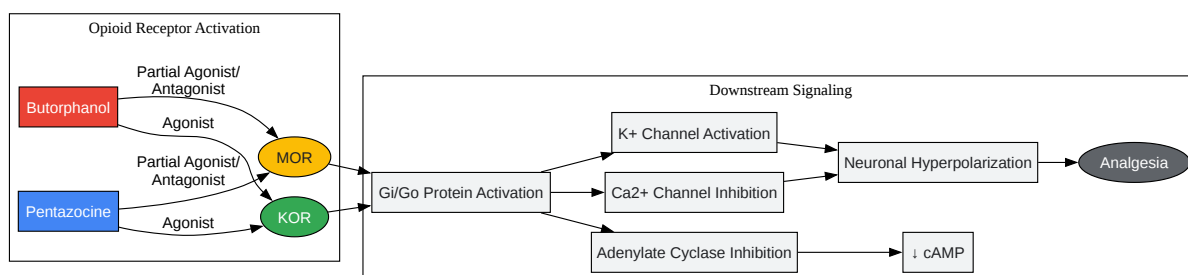 Opioid Receptor Activation
Partial Agonist/
Antagonist
Butorphanol
Agonist
MOR
Partial Agonist/
Antagonist
Pentazocine
Agonist
KOR
Downstream Signaling
Gi/Go Protein Activation
K+ Channel Activation
Ca2+ Channel Inhibition
Adenylate Cyclase Inhibition
Neuronal Hyperpolarization
↓ cAMP
Analgesia